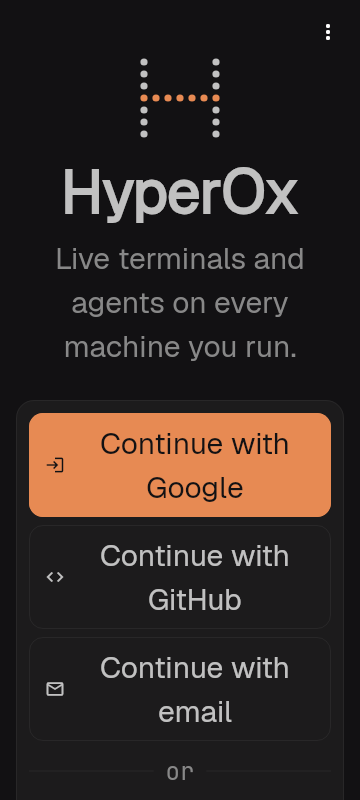 HyperOx
Live terminals and
agents on every
machine you run.
Continue with
Google
Continue with
GitHub
Continue with
email
or